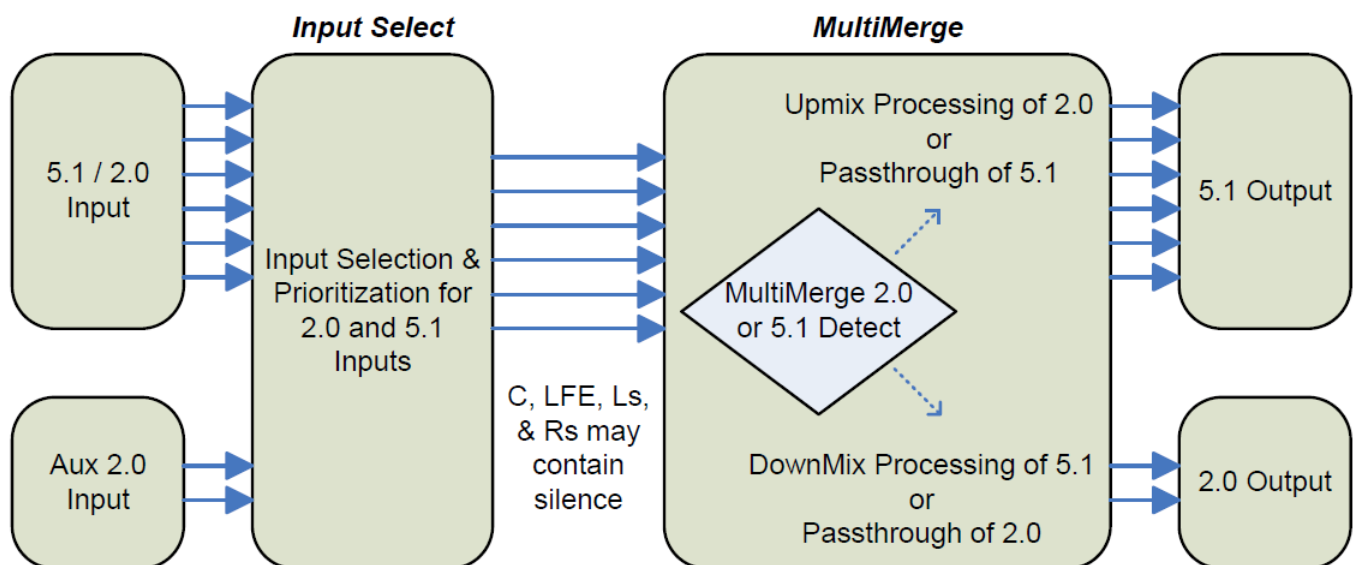 Input Select
MultiMerge
5.1 / 2.0
Input
Aux 2.0
Input
Input Selection &
Prioritization for
2.0 and 5.1
Inputs
C, LFE, Ls,
& Rs may
contain
silence
Upmix Processing of 2.0
or
Passthrough of 5.1
MultiMerge 2.0
or 5.1 Detect
DownMix Processing of 5.1
or
Passthrough of 2.0
5.1 Output
2.0 Output